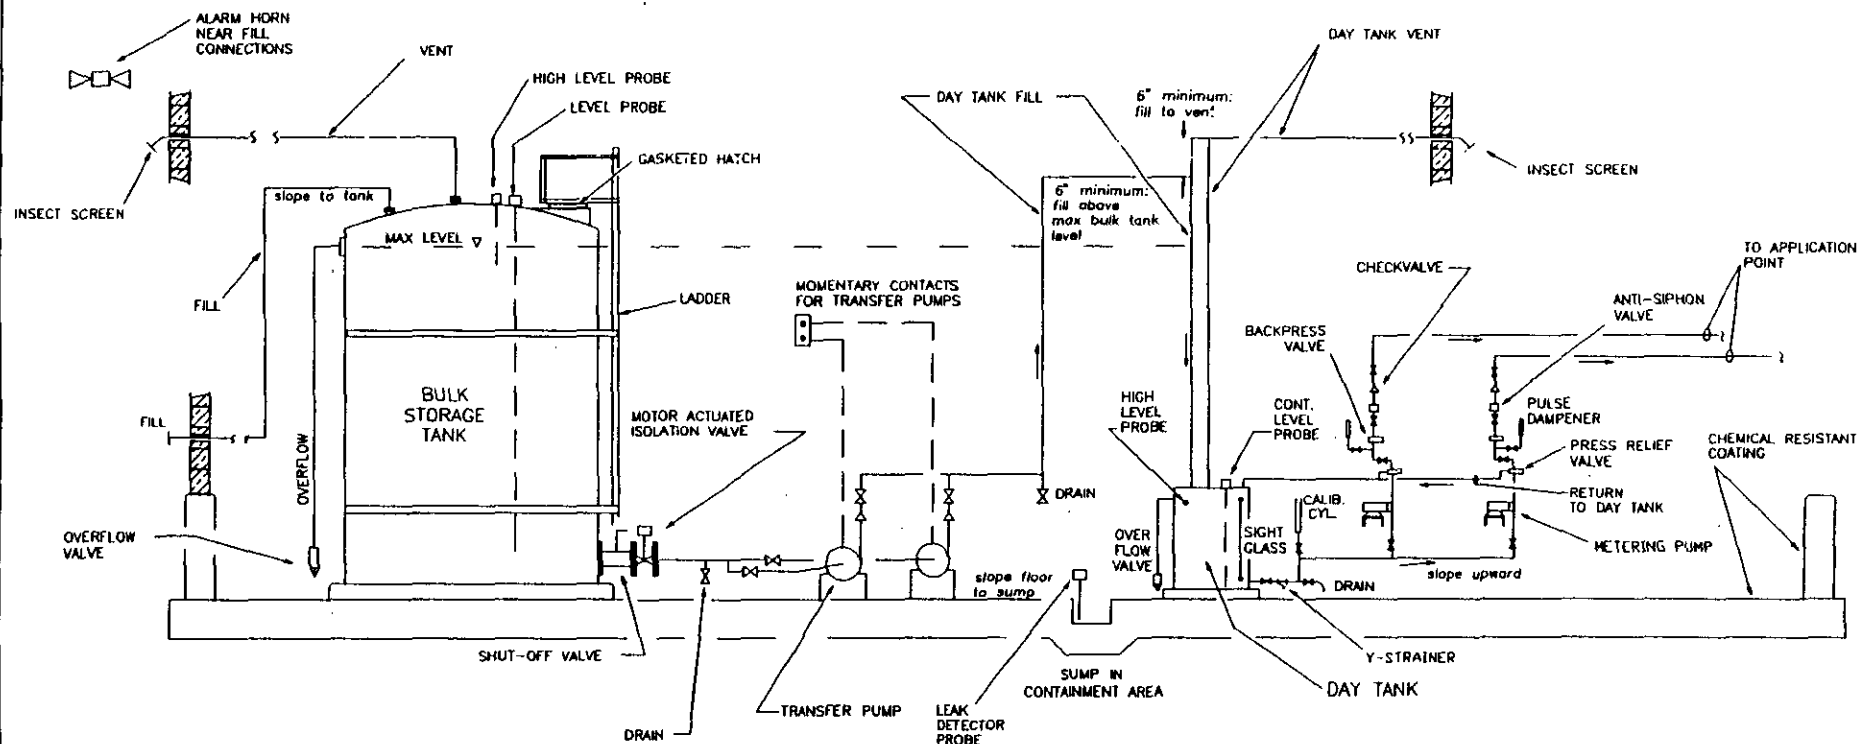 ALARM HORN
NEAR FILL
CONNECTIONS
VENT
HIGH LEVEL PROBE
LEVEL PROBE
GASKETED HATCH
INSECT SCREEN
slope to tank
MAX LEVEL
FILL
LADDER
FILL
OVERFLOW
BULK
STORAGE
TANK
OVERFLOW
VALVE
MOTOR ACTUATED
ISOLATION VALVE
SHUT-OFF VALVE
DRAIN
TRANSFER PUMP
MOMENTARY CONTACTS
FOR TRANSFER PUMPS
DAY TANK FILL
6" minimum:
fill to vent
DAY TANK VENT
INSECT SCREEN
6" minimum:
fill above
max bulk tank
level
DRAIN
slope floor
to sump
LEAK
DETECTOR
PROBE
SUMP IN
CONTAINMENT AREA
HIGH
LEVEL
PROBE
CONT.
LEVEL
PROBE
OVER
FLOW
VALVE
SIGHT
GLASS
CALIB.
CYL.
DRAIN
Y-STRAINER
DAY TANK
slope upward
BACKPRESS
VALVE
CHECKVALVE
ANTI-SIPHON
VALVE
TO APPLICATION
POINT
PULSE
DAMPENER
PRESS RELIEF
VALVE
RETURN
TO DAY TANK
METERING PUMP
CHEMICAL RESISTANT
COATING